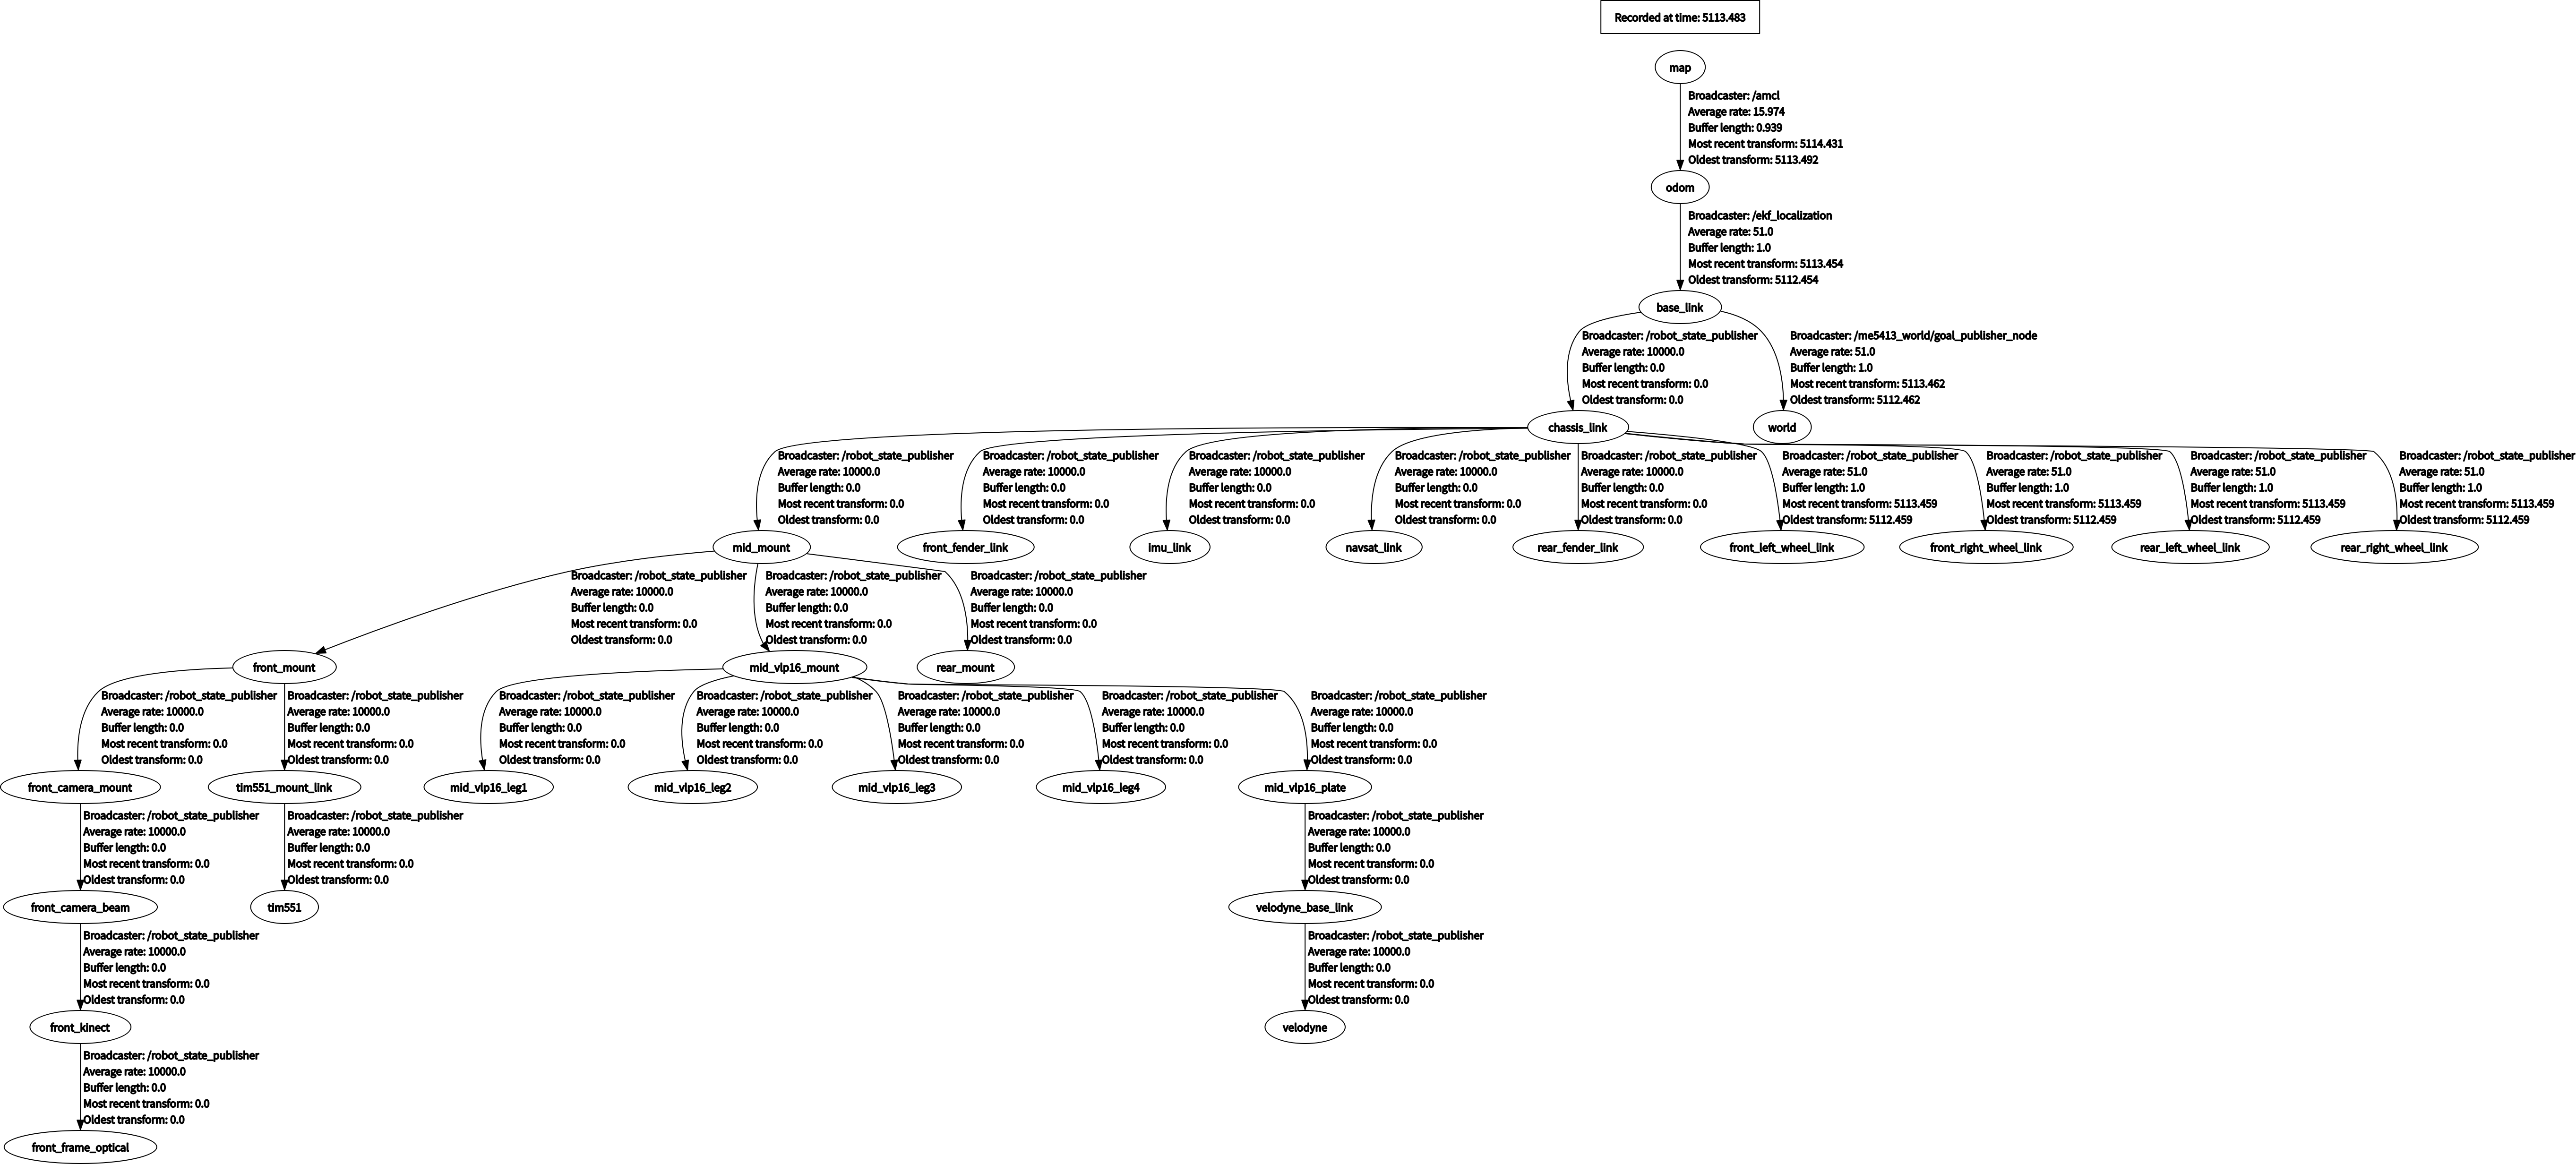 Recorded at time: 5113.483
map
Broadcaster: /amcl
Average rate: 15.974
Buffer length: 0.939
Most recent transform: 5114.431
Oldest transform: 5113.492
odom
Broadcaster: /ekf_localization
Average rate: 51.0
Buffer length: 1.0
Most recent transform: 5113.454
Oldest transform: 5112.454
base_link
Broadcaster: /robot_state_publisher
Average rate: 10000.0
Buffer length: 0.0
Most recent transform: 0.0
Oldest transform: 0.0
Broadcaster: /me5413_world/goal_publisher_node
Average rate: 51.0
Buffer length: 1.0
Most recent transform: 5113.462
Oldest transform: 5112.462
chassis_link
world
Broadcaster: /robot_state_publisher
Average rate: 10000.0
Buffer length: 0.0
Most recent transform: 0.0
Oldest transform: 0.0
Broadcaster: /robot_state_publisher
Average rate: 10000.0
Buffer length: 0.0
Most recent transform: 0.0
Oldest transform: 0.0
Broadcaster: /robot_state_publisher
Average rate: 10000.0
Buffer length: 0.0
Most recent transform: 0.0
Oldest transform: 0.0
Broadcaster: /robot_state_publisher
Average rate: 10000.0
Buffer length: 0.0
Most recent transform: 0.0
Oldest transform: 0.0
Broadcaster: /robot_state_publisher
Average rate: 10000.0
Buffer length: 0.0
Most recent transform: 0.0
Oldest transform: 0.0
Broadcaster: /robot_state_publisher
Average rate: 51.0
Buffer length: 1.0
Most recent transform: 5113.459
Oldest transform: 5112.459
Broadcaster: /robot_state_publisher
Average rate: 51.0
Buffer length: 1.0
Most recent transform: 5113.459
Oldest transform: 5112.459
Broadcaster: /robot_state_publisher
Average rate: 51.0
Buffer length: 1.0
Most recent transform: 5113.459
Oldest transform: 5112.459
Broadcaster: /robot_state_publisher
Average rate: 51.0
Buffer length: 1.0
Most recent transform: 5113.459
Oldest transform: 5112.459
mid_mount
front_fender_link
imu_link
navsat_link
rear_fender_link
front_left_wheel_link
front_right_wheel_link
rear_left_wheel_link
rear_right_wheel_link
Broadcaster: /robot_state_publisher
Average rate: 10000.0
Buffer length: 0.0
Most recent transform: 0.0
Oldest transform: 0.0
Broadcaster: /robot_state_publisher
Average rate: 10000.0
Buffer length: 0.0
Most recent transform: 0.0
Oldest transform: 0.0
Broadcaster: /robot_state_publisher
Average rate: 10000.0
Buffer length: 0.0
Most recent transform: 0.0
Oldest transform: 0.0
front_mount
mid_vlp16_mount
rear_mount
Broadcaster: /robot_state_publisher
Average rate: 10000.0
Buffer length: 0.0
Most recent transform: 0.0
Oldest transform: 0.0
Broadcaster: /robot_state_publisher
Average rate: 10000.0
Buffer length: 0.0
Most recent transform: 0.0
Oldest transform: 0.0
Broadcaster: /robot_state_publisher
Average rate: 10000.0
Buffer length: 0.0
Most recent transform: 0.0
Oldest transform: 0.0
Broadcaster: /robot_state_publisher
Average rate: 10000.0
Buffer length: 0.0
Most recent transform: 0.0
Oldest transform: 0.0
Broadcaster: /robot_state_publisher
Average rate: 10000.0
Buffer length: 0.0
Most recent transform: 0.0
Oldest transform: 0.0
Broadcaster: /robot_state_publisher
Average rate: 10000.0
Buffer length: 0.0
Most recent transform: 0.0
Oldest transform: 0.0
Broadcaster: /robot_state_publisher
Average rate: 10000.0
Buffer length: 0.0
Most recent transform: 0.0
Oldest transform: 0.0
front_camera_mount
tim551_mount_link
mid_vlp16_leg1
mid_vlp16_leg2
mid_vlp16_leg3
mid_vlp16_leg4
mid_vlp16_plate
Broadcaster: /robot_state_publisher
Average rate: 10000.0
Buffer length: 0.0
Most recent transform: 0.0
Oldest transform: 0.0
Broadcaster: /robot_state_publisher
Average rate: 10000.0
Buffer length: 0.0
Most recent transform: 0.0
Oldest transform: 0.0
Broadcaster: /robot_state_publisher
Average rate: 10000.0
Buffer length: 0.0
Most recent transform: 0.0
Oldest transform: 0.0
front_camera_beam
tim551
velodyne_base_link
Broadcaster: /robot_state_publisher
Average rate: 10000.0
Buffer length: 0.0
Most recent transform: 0.0
Oldest transform: 0.0
Broadcaster: /robot_state_publisher
Average rate: 10000.0
Buffer length: 0.0
Most recent transform: 0.0
Oldest transform: 0.0
front_kinect
velodyne
Broadcaster: /robot_state_publisher
Average rate: 10000.0
Buffer length: 0.0
Most recent transform: 0.0
Oldest transform: 0.0
front_frame_optical